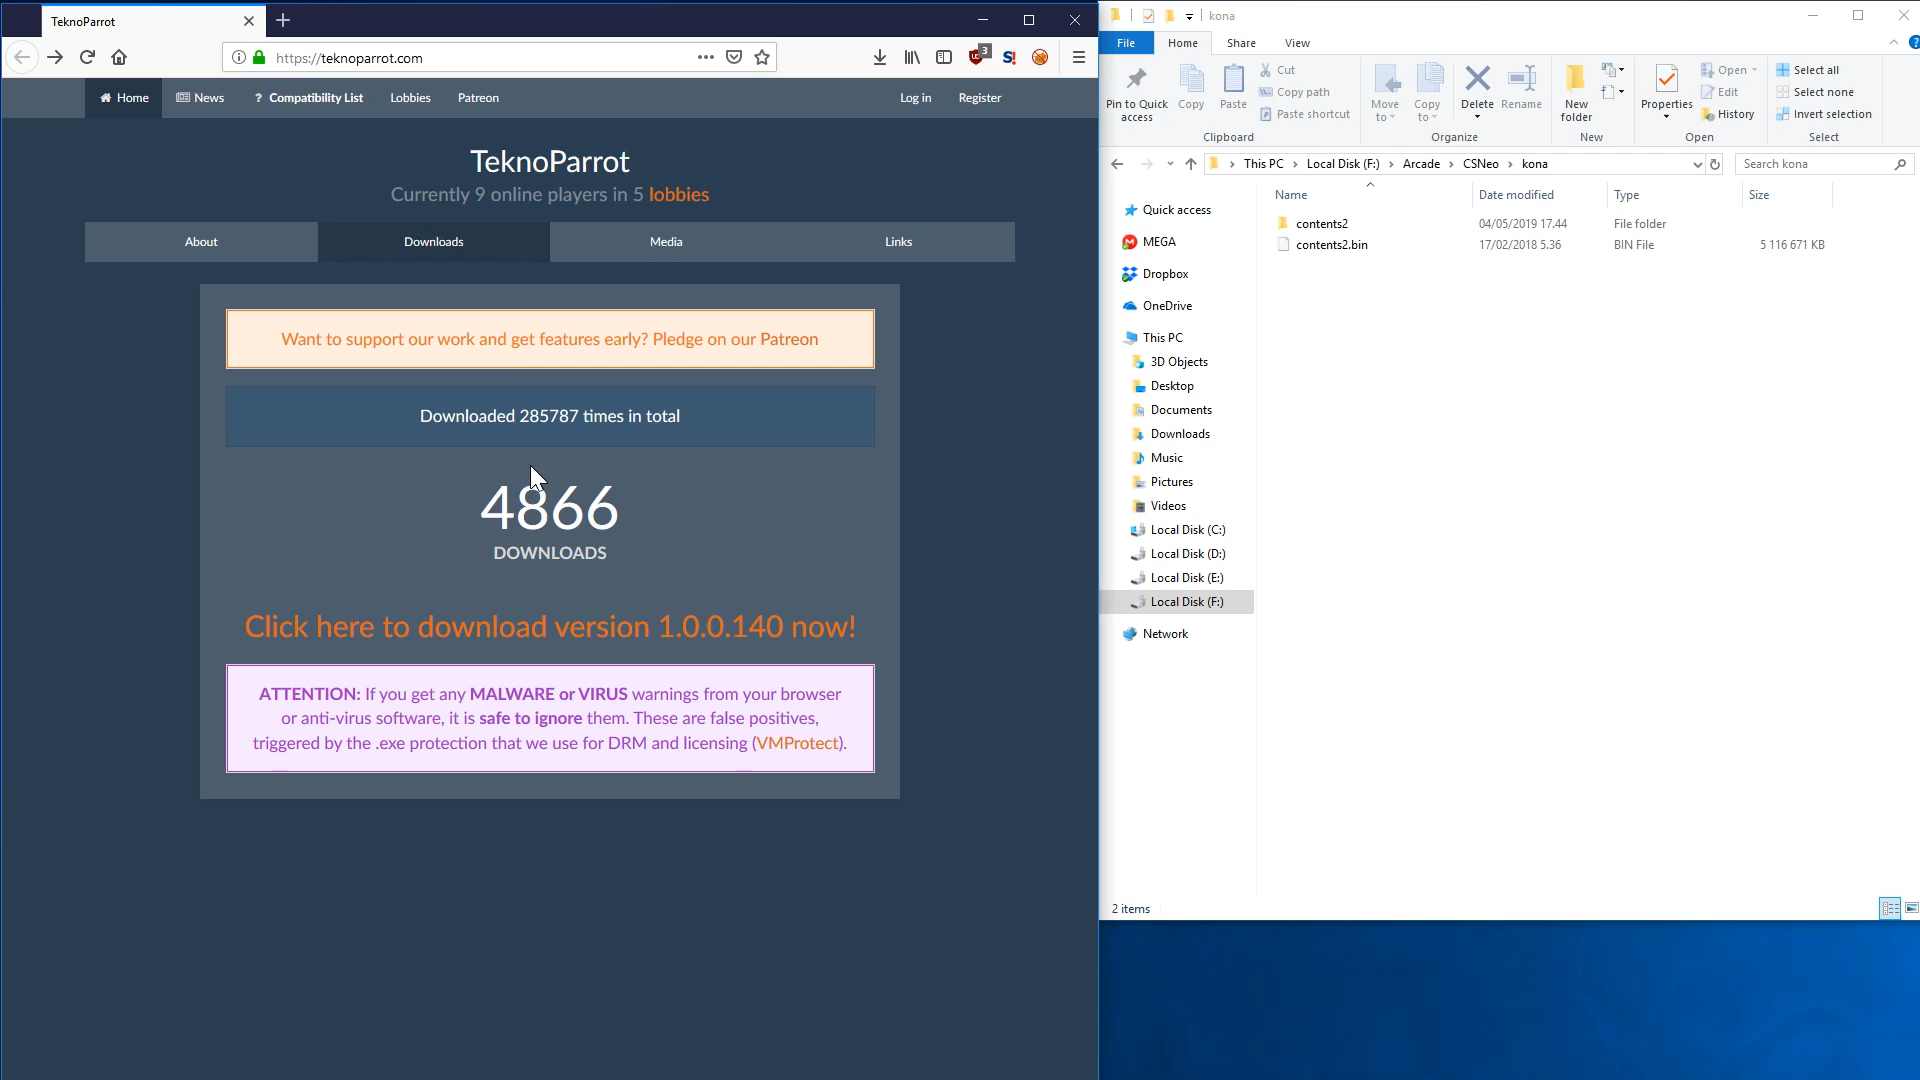 TeknoParrot
https://teknoparrot.com
3
Home
News
? Compatibility List
Lobbies
Patreon
Log in
Register
TeknoParrot
Currently 9 online players in 5 lobbies
About
Downloads
Media
Links
Want to support our work and get features early? Pledge on our Patreon
Downloaded 285787 times in total
4866
DOWNLOADS
Click here to download version 1.0.0.140 now!
ATTENTION: If you get any MALWARE or VIRUS warnings from your browser
or anti-virus software, it is safe to ignore them. These are false positives,
triggered by the .exe protection that we use for DRM and licensing (VMProtect).
kona
File
Home
Share
View
Pin to Quick
access
Copy
Paste
Cut
Copy path
Paste shortcut
Clipboard
Move
to
Copy
to
Delete
Rename
Organize
New
folder
New
Properties
Open
Edit
History
Open
Select all
Select none
Invert selection
Select
This PC
Local Disk (F:)
Arcade
CSNeo
kona
Search kona
Name
Date modified
Type
Size
contents2
04/05/2019 17.44
File folder
contents2.bin
17/02/2018 5.36
BIN File
5 116 671 KB
Quick access
MEGA
Dropbox
OneDrive
This PC
3D Objects
Desktop
Documents
Downloads
Music
Pictures
Videos
Local Disk (C:)
Local Disk (D:)
Local Disk (E:)
Local Disk (F:)
Network
2 items